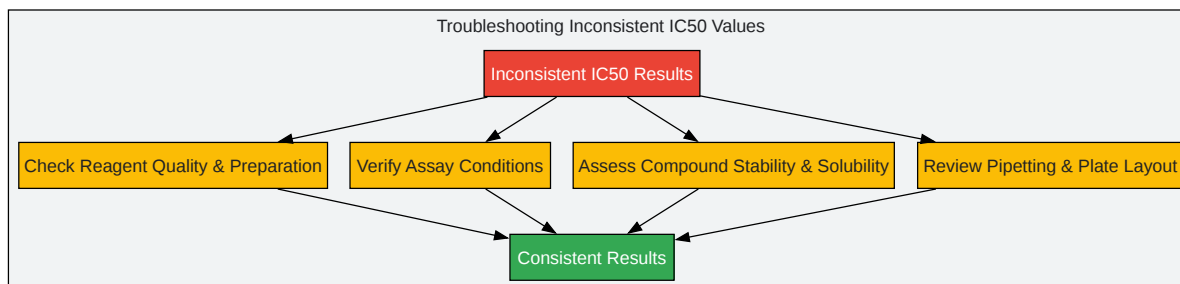 Troubleshooting Inconsistent IC50 Values
Inconsistent IC50 Results
Check Reagent Quality & Preparation
Verify Assay Conditions
Assess Compound Stability & Solubility
Review Pipetting & Plate Layout
Consistent Results